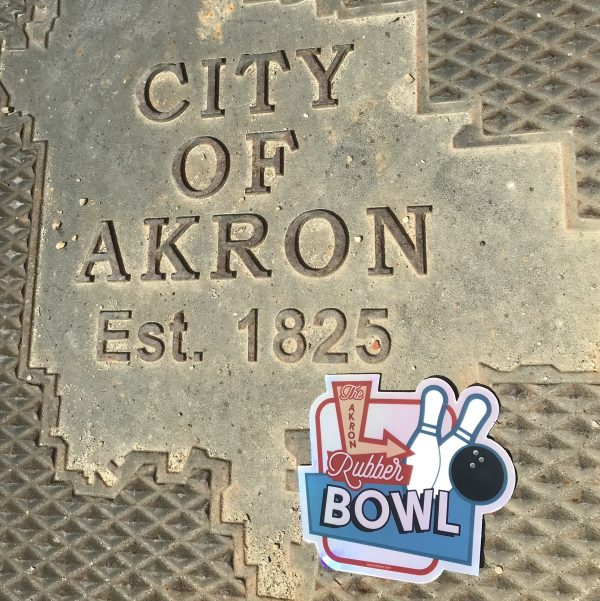 CITY
OF
AKRON
Est. 1825
The
AKRON
Rubber
BOWL